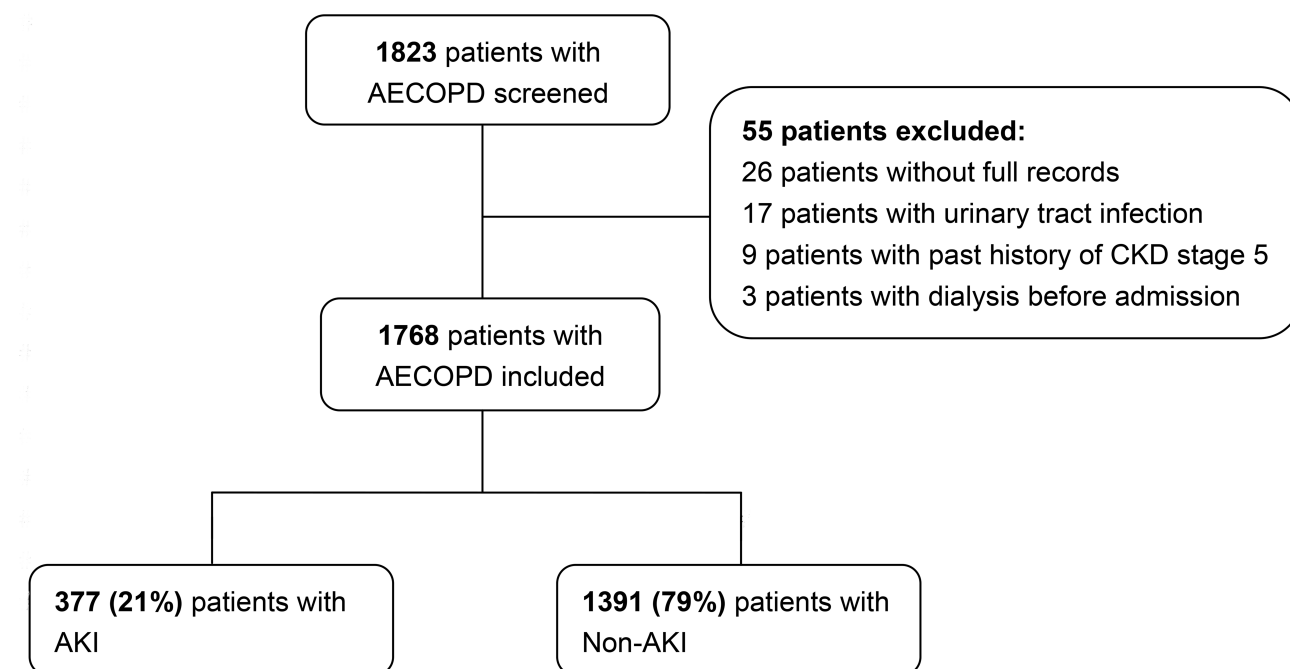 1823 patients with
AECOPD screened
55 patients excluded:
26 patients without full records
17 patients with urinary tract infection
9 patients with past history of CKD stage 5
3 patients with dialysis before admission
1768 patients with
AECOPD included
377 (21%) patients with
AKI
1391 (79%) patients with
Non-AKI